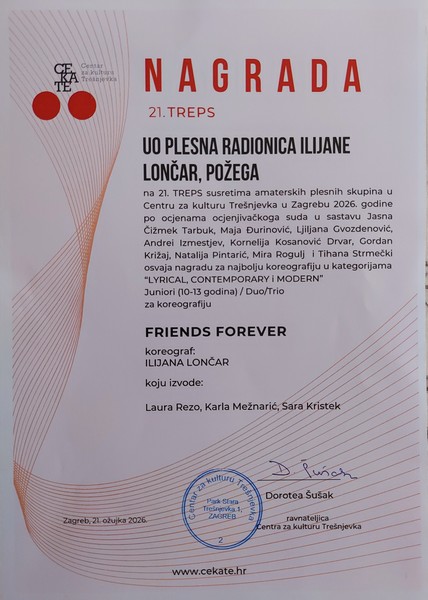 CE
KA
TE
Centar
za kulturu
Trešnjevka
NAGRADA
21.TREPS
UO PLESNA RADIONICA ILIJANE
LONČAR, POŽEGA
na 21. TREPS susretima amaterskih plesnih skupina u
Centru za kulturu Trešnjevka u Zagrebu 2026. godine
po ocjenama ocjenjivačkoga suda u sastavu Jasna
Čižmek Tarbuk, Maja Đurinović, Ljiljana Gvozdenović,
Andrei Izmestjev, Kornelija Kosanović Drvar, Gordan
Križaj, Natalija Pintarić, Mira Rogulj i Tihana Strmečki
osvaja nagradu za najbolju koreografiju u kategorijama
“LYRICAL, CONTEMPORARY i MODERN”
Juniori (10-13 godina) / Duo/Trio
za koreografiju
FRIENDS FOREVER
koreograf:
ILIJANA LONČAR
koju izvode:
Laura Rezo, Karla Mežnarić, Sara Kristek
D. Šušak
Dorotea Šušak
ravnateljica
Centra za kulturu Trešnjevka
Centar za kulturu Trešnjevka
Park Stara
Trešnjevka 1,
ZAGREB
2
Zagreb, 21. ožujka 2026.
www.cekate.hr